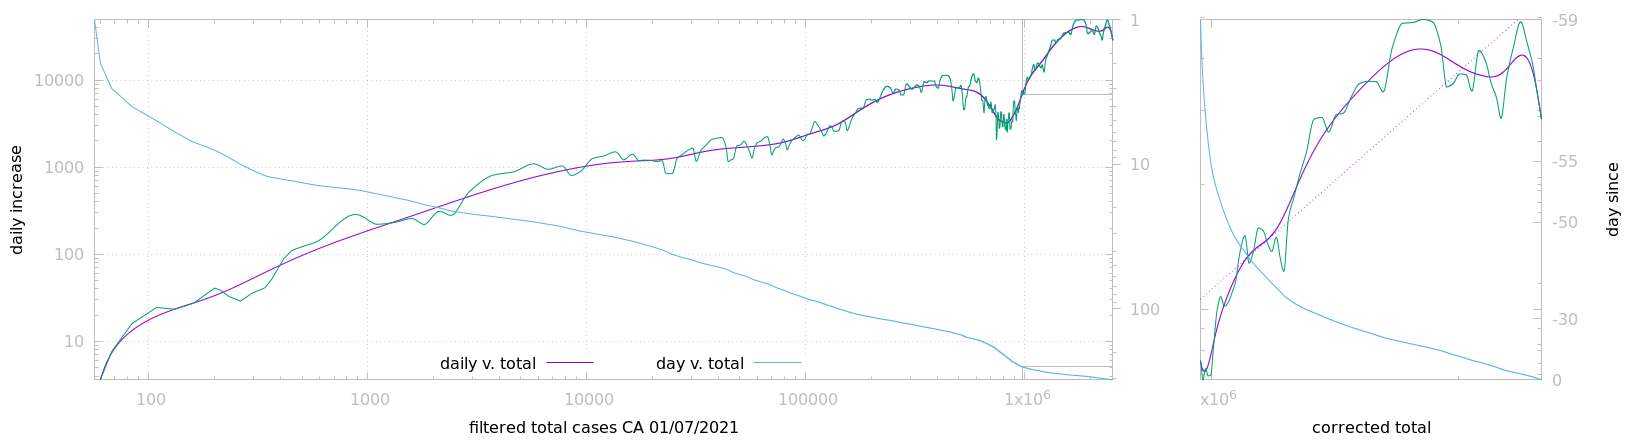 daily increase
10000
1000
100
10
100
1000
10000
100000
1x10⁶
filtered total cases CA 01/07/2021
daily v. total
day v. total
1
10
100
x10⁶
corrected total
-59
-55
-50
-30
0
day since